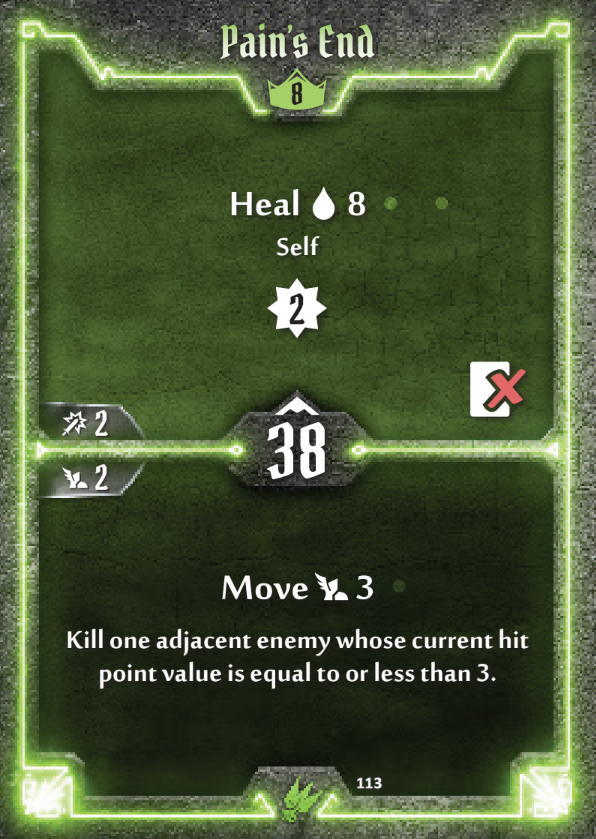 Pain's End
8
Heal 8
Self
2
2
38
2
Move 3
Kill one adjacent enemy whose current hit
point value is equal to or less than 3.
113